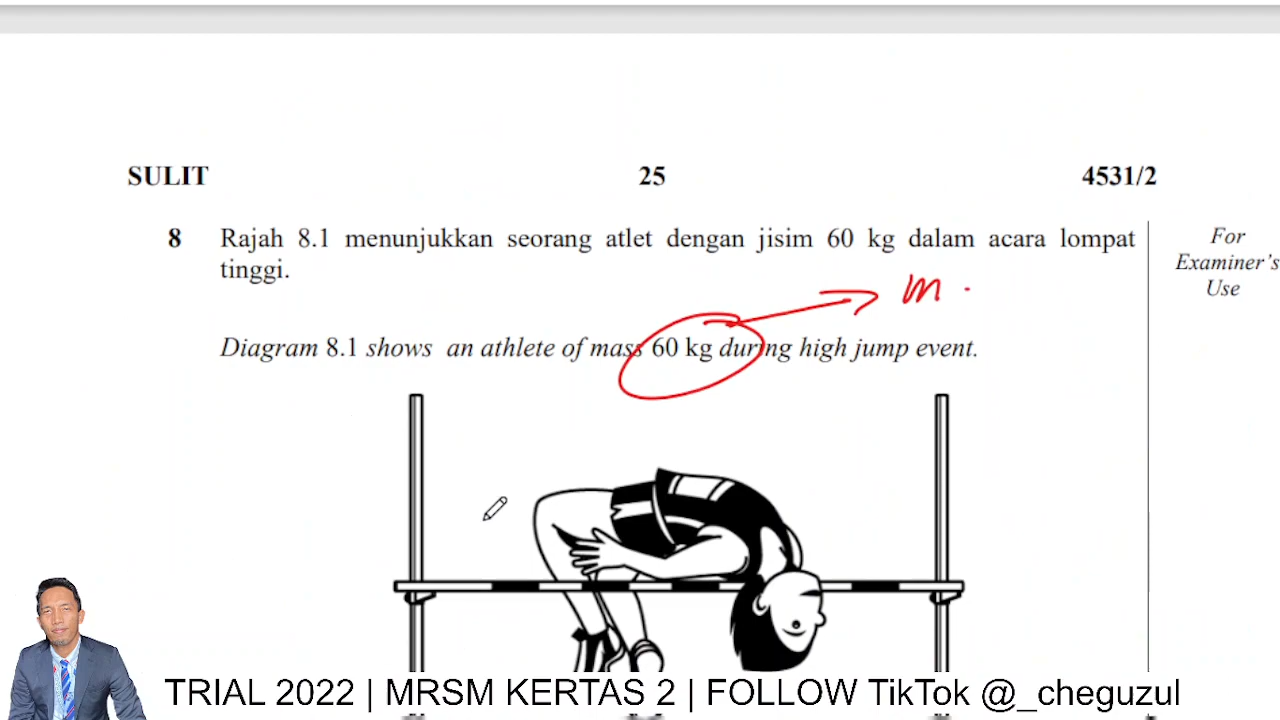 SULIT 25 4531/2
8 Rajah 8.1 menunjukkan seorang atlet dengan jisim 60 kg dalam acara lompat
tinggi.
For
Examiner's
Use
m.
Diagram 8.1 shows an athlete of mass 60 kg during high jump event.
TRIAL 2022 | MRSM KERTAS 2 | FOLLOW TikTok @_cheguzul